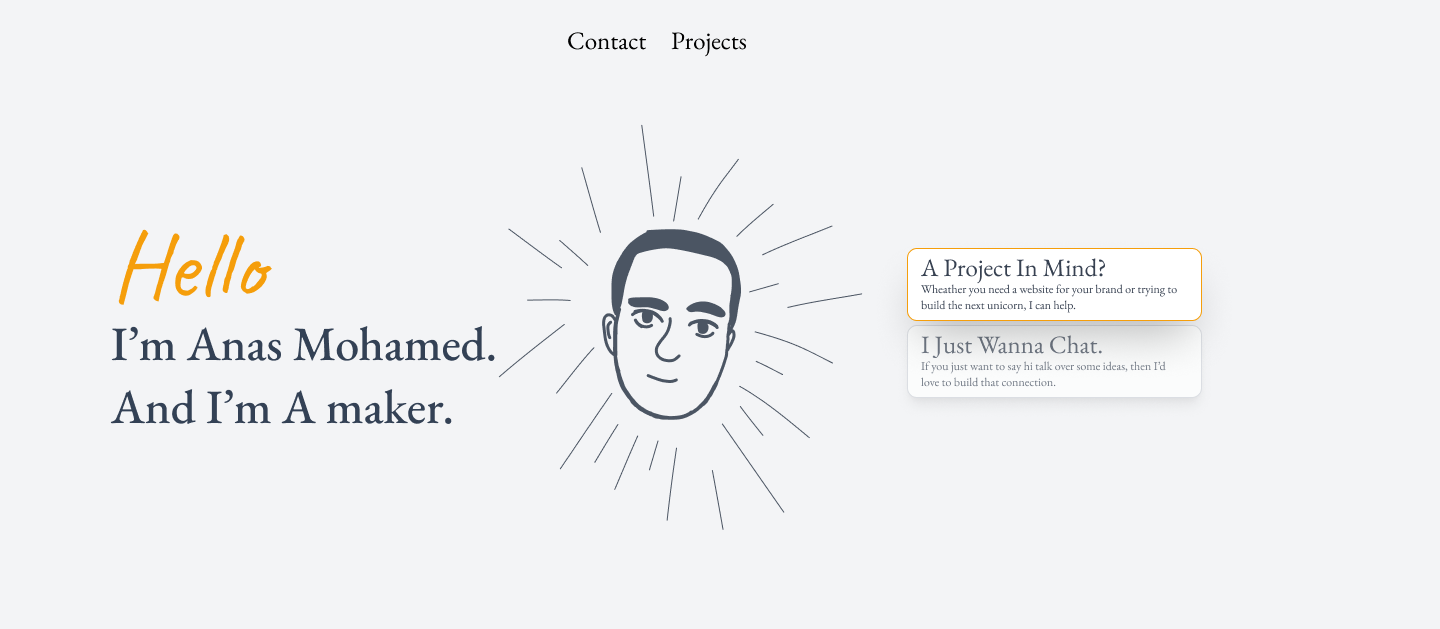 Contact Projects
Hello
I’m Anas Mohamed.
And I’m A maker.
A Project In Mind?
Wheather you need a website for your brand or trying to
build the next unicorn, I can help.
I Just Wanna Chat.
If you just want to say hi talk over some ideas, then I'd
love to build that connection.